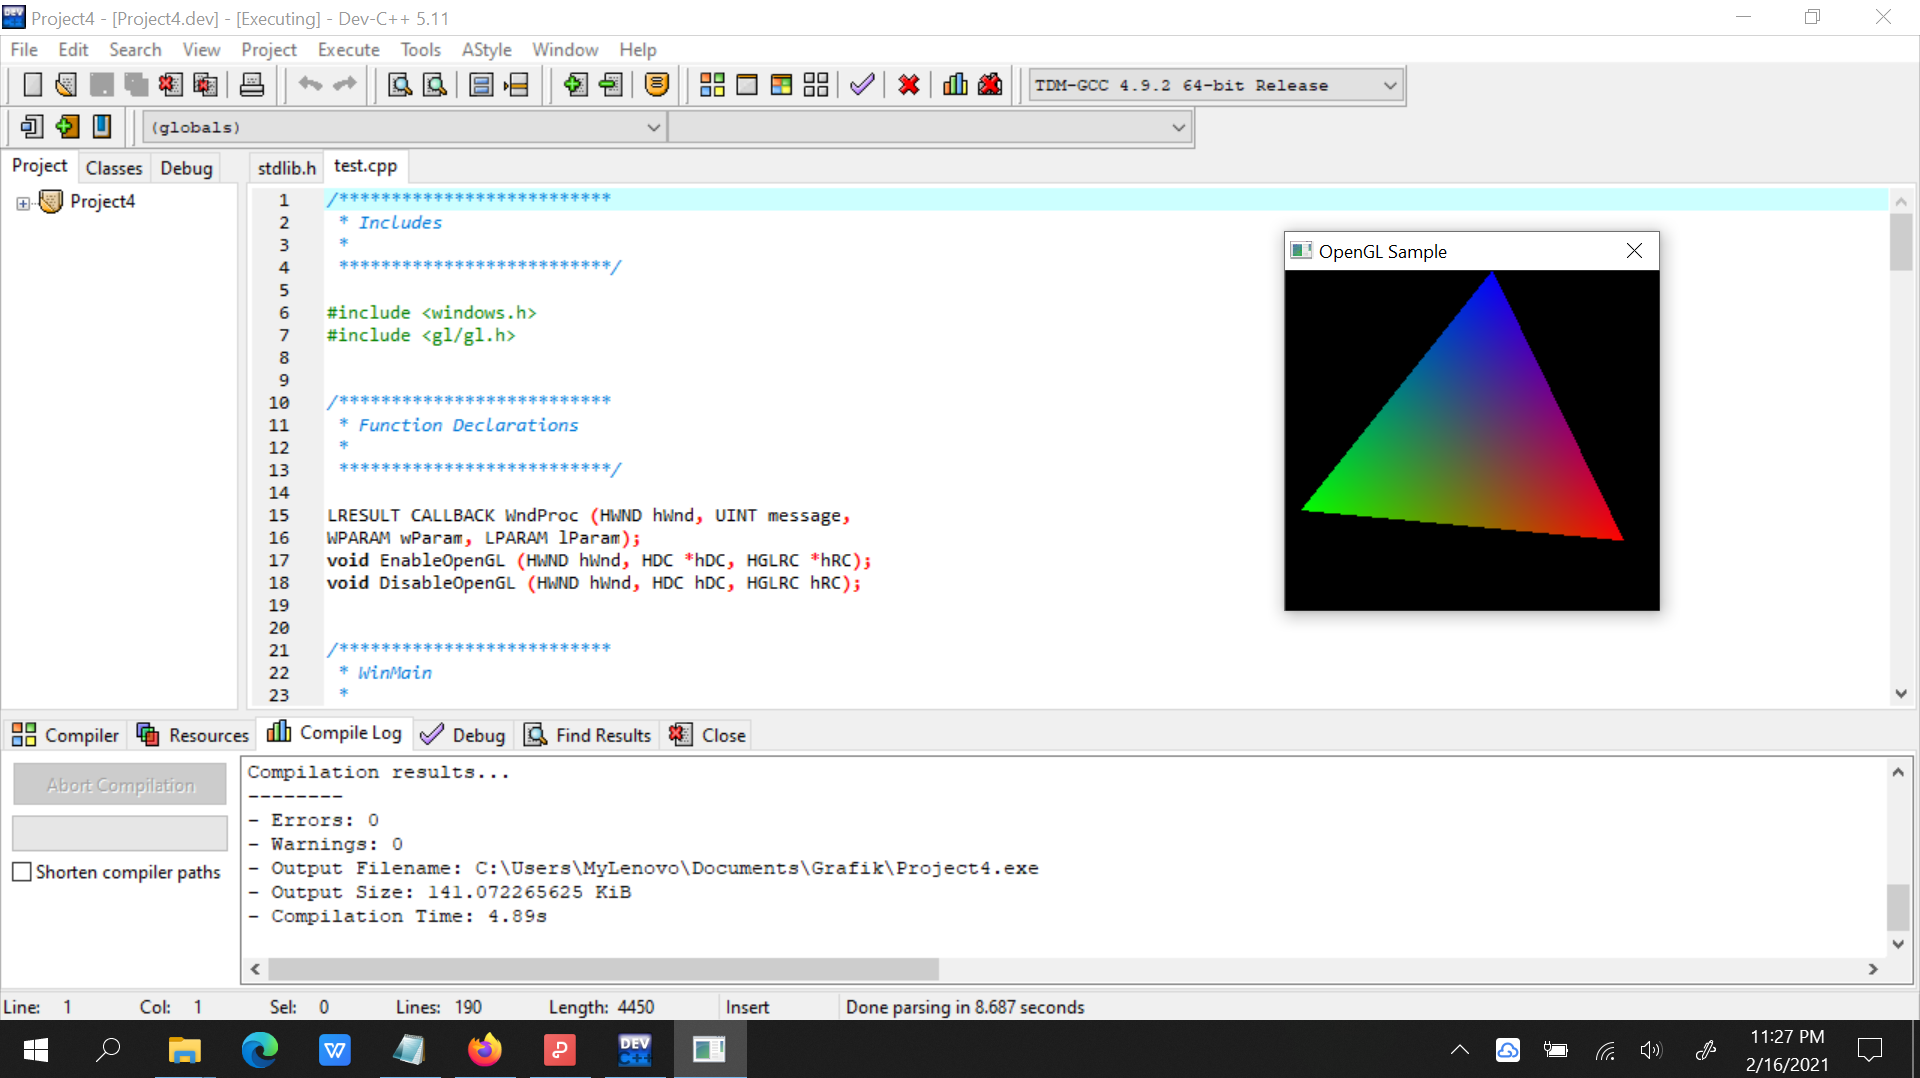 Project4 - [Project4.dev] - [Executing] - Dev-C++ 5.11
File Edit Search View Project Execute Tools AStyle Window Help
TDM-GCC 4.9.2 64-bit Release
(globals)
Project Classes Debug stdlib.h test.cpp
Project4
1 /**************************
2 * Includes
3 *
4 **************************/
5
6 #include <windows.h>
7 #include <gl/gl.h>
8
9
10 /**************************
11 * Function Declarations
12 *
13 **************************/
14
15 LRESULT CALLBACK WndProc (HWND hWnd, UINT message,
16 WPARAM wParam, LPARAM lParam);
17 void EnableOpenGL (HWND hWnd, HDC *hDC, HGLRC *hRC);
18 void DisableOpenGL (HWND hWnd, HDC hDC, HGLRC hRC);
19
20
21 /**************************
22 * WinMain
23 *
OpenGL Sample
Compiler Resources Compile Log Debug Find Results Close
Abort Compilation
Shorten compiler paths
Compilation results...
--------
- Errors: 0
- Warnings: 0
- Output Filename: C:\Users\MyLenovo\Documents\Grafik\Project4.exe
- Output Size: 141.072265625 KiB
- Compilation Time: 4.89s
Line: 1 Col: 1 Sel: 0 Lines: 190 Length: 4450 Insert Done parsing in 8.687 seconds
DEV
C++
11:27 PM
2/16/2021